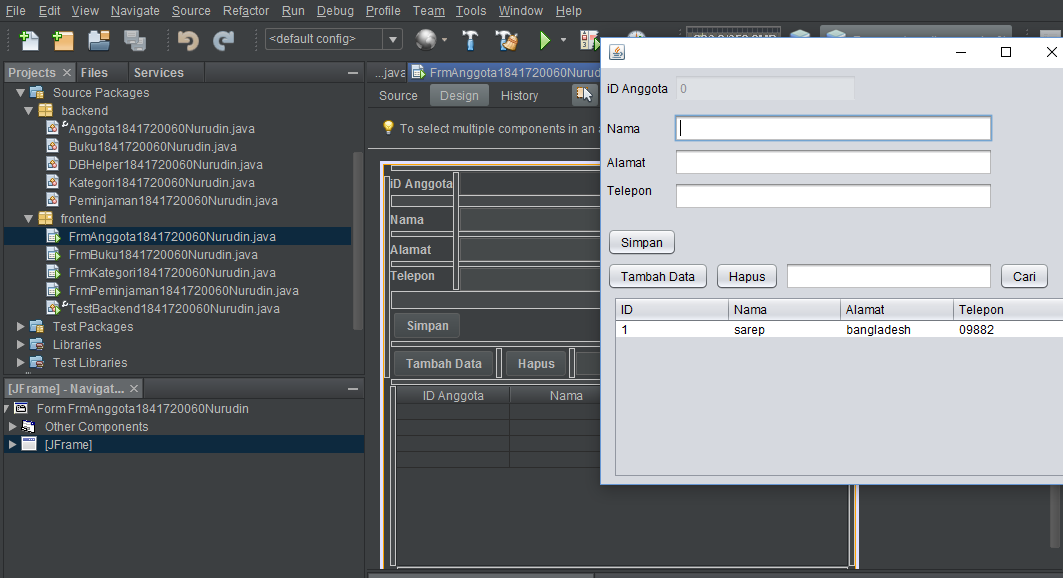 File Edit View Navigate Source Refactor Run Debug Profile Team Tools Window Help
<default config>
Projects Files Services
Source Packages
backend
Anggota1841720060Nurudin.java
Buku1841720060Nurudin.java
DBHelper1841720060Nurudin.java
Kategori1841720060Nurudin.java
Peminjaman1841720060Nurudin.java
frontend
FrmAnggota1841720060Nurudin.java
FrmBuku1841720060Nurudin.java
FrmKategori1841720060Nurudin.java
FrmPeminjaman1841720060Nurudin.java
TestBackend1841720060Nurudin.java
Test Packages
Libraries
Test Libraries
[JFrame] - Navigat...
Form FrmAnggota1841720060Nurudin
Other Components
[JFrame]
...java FrmAnggota1841720060Nurud
Source Design History
To select multiple components in an a
iD Anggota
Nama
Alamat
Telepon
Simpan
Tambah Data Hapus
ID Anggota Nama
iD Anggota 0
Nama
Alamat
Telepon
Simpan
Tambah Data Hapus Cari
ID Nama Alamat Telepon
1 sarep bangladesh 09882